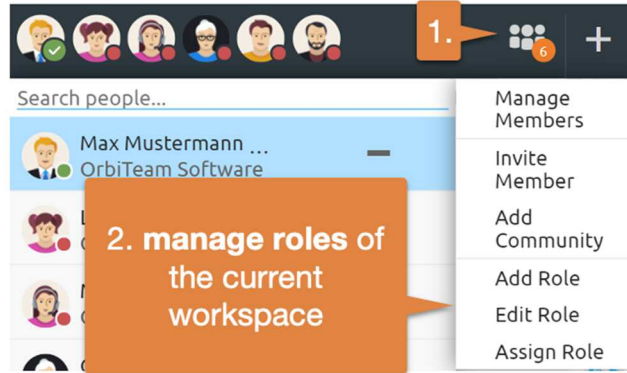 1.
6
+
Search people...
Max Mustermann ...
OrbiTeam Software
2. manage roles of
the current
workspace
Manage
Members
Invite
Member
Add
Community
Add Role
Edit Role
Assign Role